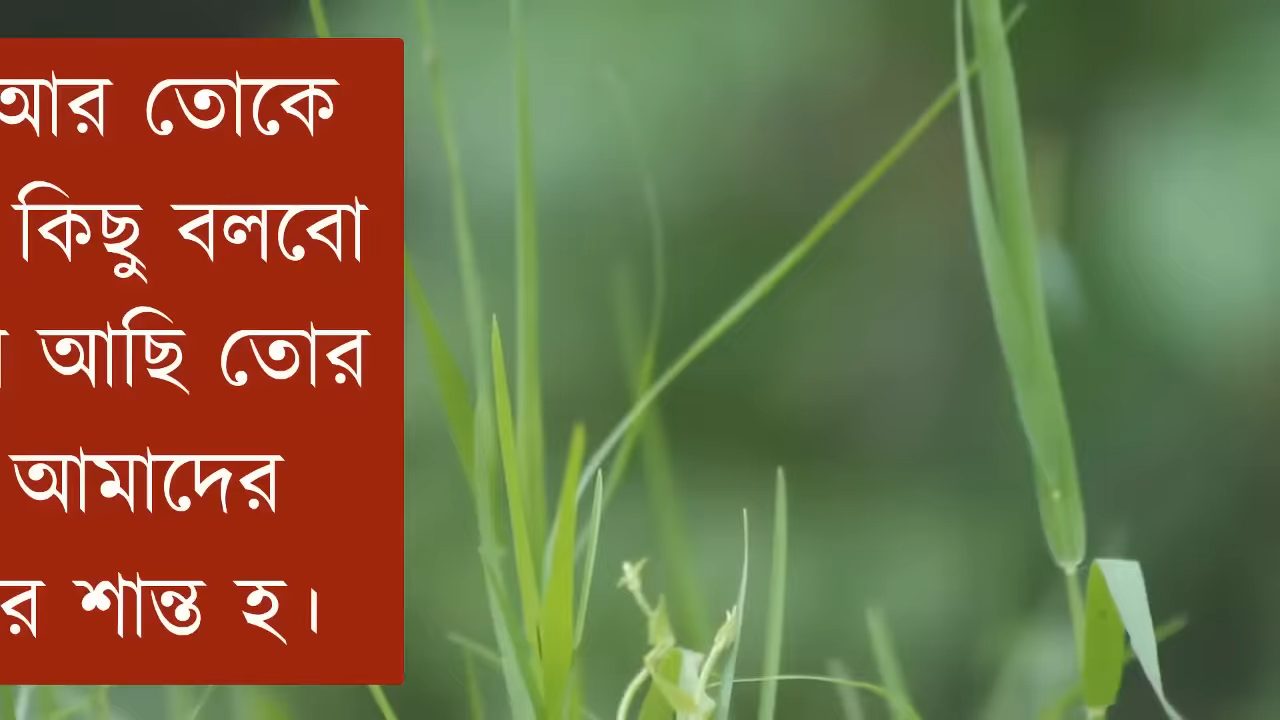 আর তোকে
কিছু বলবো
আছি তোর
আমাদের
র শান্ত হ।